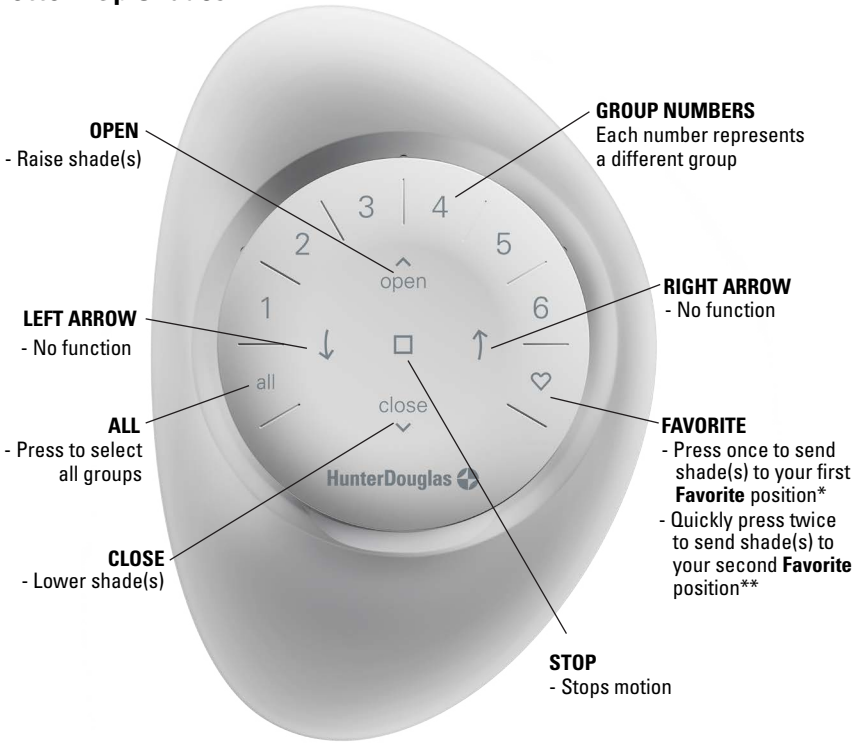 OPEN
- Raise shade(s)
GROUP NUMBERS
Each number represents
a different group
1
2
3
4
5
6
open
LEFT ARROW
- No function
RIGHT ARROW
- No function
all
close
HunterDouglas
ALL
- Press to select
all groups
FAVORITE
- Press once to send
shade(s) to your first
Favorite position*
- Quickly press twice
to send shade(s) to
your second Favorite
position**
CLOSE
- Lower shade(s)
STOP
- Stops motion